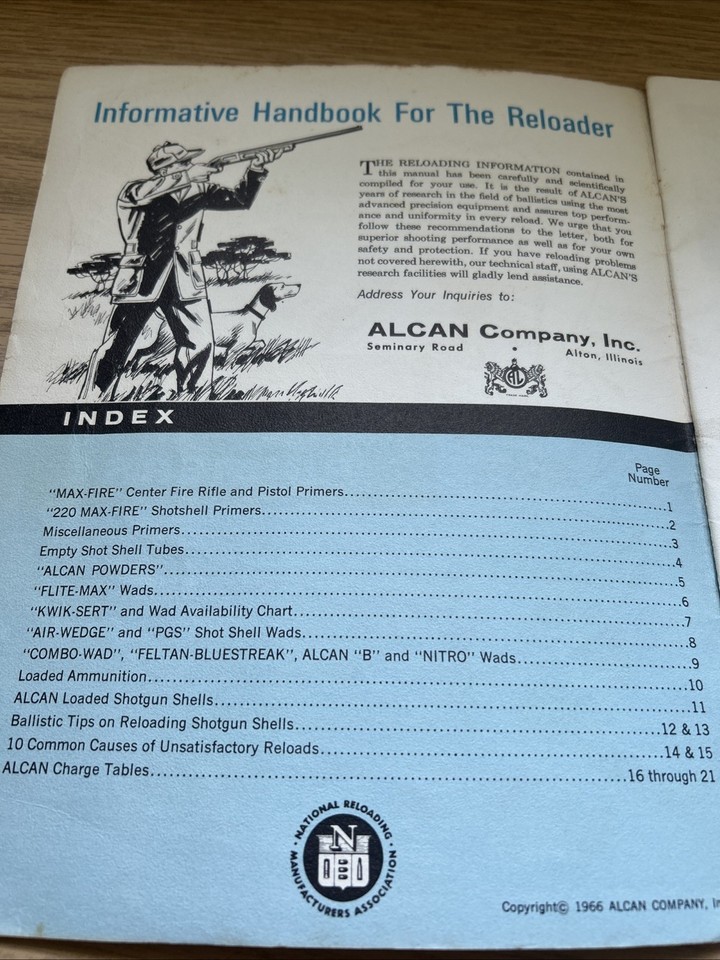 Informative Handbook For The Reloader
THE RELOADING INFORMATION contained in
this manual has been carefully and scientifically
compiled for your use. It is the result of ALCAN'S
years of research in the field of ballistics using the most
advanced precision equipment and assures top perform-
ance and uniformity in every reload. We urge that you
follow these recommendations to the letter, both for
superior shooting performance as well as for your own
safety and protection. If you have reloading problems
not covered herewith, our technical staff, using ALCAN'S
research facilities will gladly lend assistance.
Address Your Inquiries to:
ALCAN Company, Inc.
Seminary Road Alton, Illinois
AL
TRADE MARK
INDEX
Page
Number
"MAX-FIRE" Center Fire Rifle and Pistol Primers 1
"220 MAX-FIRE" Shotshell Primers 2
Miscellaneous Primers 3
Empty Shot Shell Tubes 4
"ALCAN POWDERS" 5
"FLITE-MAX" Wads 6
"KWIK-SERT" and Wad Availability Chart 7
"AIR-WEDGE" and "PGS" Shot Shell Wads 8
"COMBO-WAD", "FELTAN-BLUESTREAK", ALCAN "B" and "NITRO" Wads 9
Loaded Ammunition 10
ALCAN Loaded Shotgun Shells 11
Ballistic Tips on Reloading Shotgun Shells 12 & 13
10 Common Causes of Unsatisfactory Reloads 14 & 15
ALCAN Charge Tables 16 through 21
NATIONAL RELOADING
N
MANUFACTURERS ASSOCIATION
Copyright© 1966 ALCAN COMPANY,